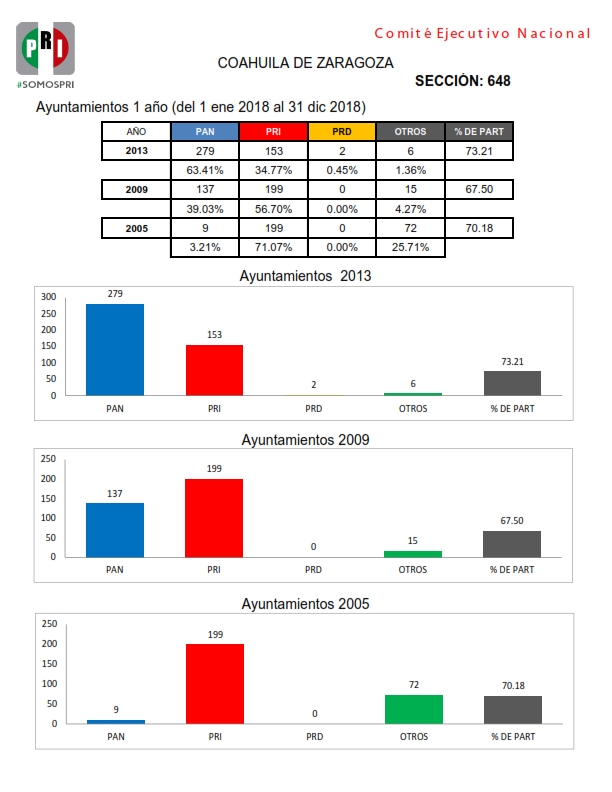 Comité Ejecutivo Nacional
PRI
#SOMOSPRI
COAHUILA DE ZARAGOZA
SECCIÓN: 648
Ayuntamientos 1 año (del 1 ene 2018 al 31 dic 2018)
AÑO PAN PRI PRD OTROS % DE PART
2013 279 153 2 6 73.21
63.41% 34.77% 0.45% 1.36%
2009 137 199 0 15 67.50
39.03% 56.70% 0.00% 4.27%
2005 9 199 0 72 70.18
3.21% 71.07% 0.00% 25.71%
Ayuntamientos 2013
300
250
200
150
100
50
0
279 153 2 6 73.21
PAN PRI PRD OTROS % DE PART
Ayuntamientos 2009
250
200
150
100
50
0
137 199 0 15 67.50
PAN PRI PRD OTROS % DE PART
Ayuntamientos 2005
250
200
150
100
50
0
9 199 0 72 70.18
PAN PRI PRD OTROS % DE PART